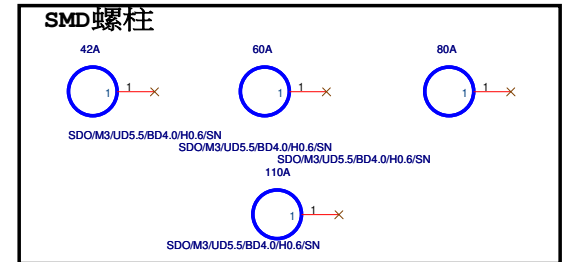 SMD螺柱
42A 60A 80A
1 1 1 1 1 1
SDO/M3/UD5.5/BD4.0/H0.6/SN
SDO/M3/UD5.5/BD4.0/H0.6/SN
SDO/M3/UD5.5/BD4.0/H0.6/SN
110A
1 1
SDO/M3/UD5.5/BD4.0/H0.6/SN